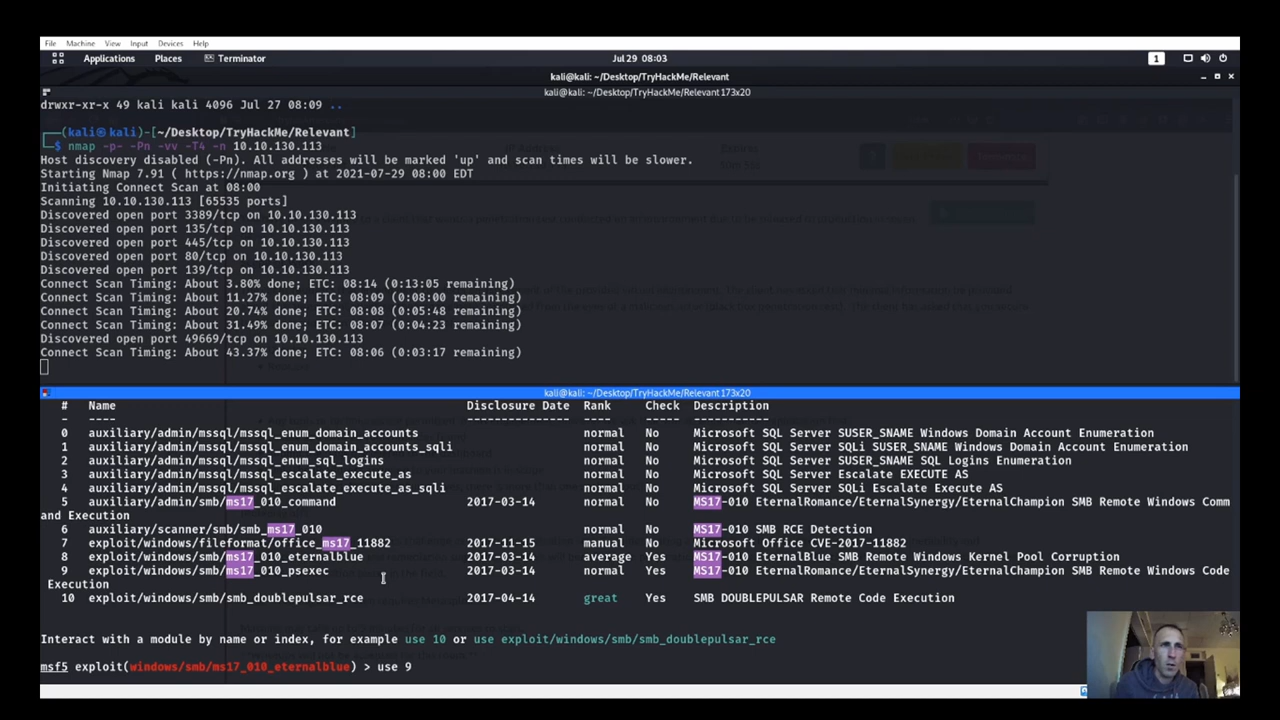 File Machine View Input Devices Help
Applications Places Terminator Jul 29 08:03 1
kali@kali: ~/Desktop/TryHackMe/Relevant
kali@kali: ~/Desktop/TryHackMe/Relevant 173x20
drwxr-xr-x 49 kali kali 4096 Jul 27 08:09 ..
┌──(kali㉿kali)-[~/Desktop/TryHackMe/Relevant]
└─$ nmap -p- -Pn -vv -T4 -n 10.10.130.113
Host discovery disabled (-Pn). All addresses will be marked 'up' and scan times will be slower.
Starting Nmap 7.91 ( https://nmap.org ) at 2021-07-29 08:00 EDT
Initiating Connect Scan at 08:00
Scanning 10.10.130.113 [65535 ports]
Discovered open port 3389/tcp on 10.10.130.113
Discovered open port 135/tcp on 10.10.130.113
Discovered open port 445/tcp on 10.10.130.113
Discovered open port 80/tcp on 10.10.130.113
Discovered open port 139/tcp on 10.10.130.113
Connect Scan Timing: About 3.80% done; ETC: 08:14 (0:13:05 remaining)
Connect Scan Timing: About 11.27% done; ETC: 08:09 (0:08:00 remaining)
Connect Scan Timing: About 20.74% done; ETC: 08:08 (0:05:48 remaining)
Connect Scan Timing: About 31.49% done; ETC: 08:07 (0:04:23 remaining)
Discovered open port 49669/tcp on 10.10.130.113
Connect Scan Timing: About 43.37% done; ETC: 08:06 (0:03:17 remaining)
kali@kali: ~/Desktop/TryHackMe/Relevant 173x20
# Name Disclosure Date Rank Check Description
- ---- --------------- ---- ----- -----------
0 auxiliary/admin/mssql/mssql_enum_domain_accounts normal No Microsoft SQL Server SUSER_SNAME Windows Domain Account Enumeration
1 auxiliary/admin/mssql/mssql_enum_domain_accounts_sqli normal No Microsoft SQL Server SQLi SUSER_SNAME Windows Domain Account Enumeration
2 auxiliary/admin/mssql/mssql_enum_sql_logins normal No Microsoft SQL Server SUSER_SNAME SQL Logins Enumeration
3 auxiliary/admin/mssql/mssql_escalate_execute_as normal No Microsoft SQL Server Escalate EXECUTE AS
4 auxiliary/admin/mssql/mssql_escalate_execute_as_sqli normal No Microsoft SQL Server SQLi Escalate Execute AS
5 auxiliary/admin/smb/ms17_010_command 2017-03-14 normal No MS17-010 EternalRomance/EternalSynergy/EternalChampion SMB Remote Windows Comm
and Execution
6 auxiliary/scanner/smb/smb_ms17_010 normal No MS17-010 SMB RCE Detection
7 exploit/windows/fileformat/office_ms17_11882 2017-11-15 manual No Microsoft Office CVE-2017-11882
8 exploit/windows/smb/ms17_010_eternalblue 2017-03-14 average Yes MS17-010 EternalBlue SMB Remote Windows Kernel Pool Corruption
9 exploit/windows/smb/ms17_010_psexec 2017-03-14 normal Yes MS17-010 EternalRomance/EternalSynergy/EternalChampion SMB Remote Windows Code
Execution
10 exploit/windows/smb/smb_doublepulsar_rce 2017-04-14 great Yes SMB DOUBLEPULSAR Remote Code Execution
Interact with a module by name or index, for example use 10 or use exploit/windows/smb/smb_doublepulsar_rce
msf5 exploit(windows/smb/ms17_010_eternalblue) > use 9